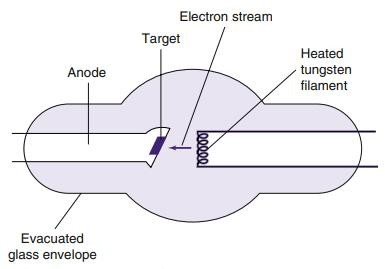 Electron stream
Target
Anode
Heated
tungsten
filament
Evacuated
glass envelope